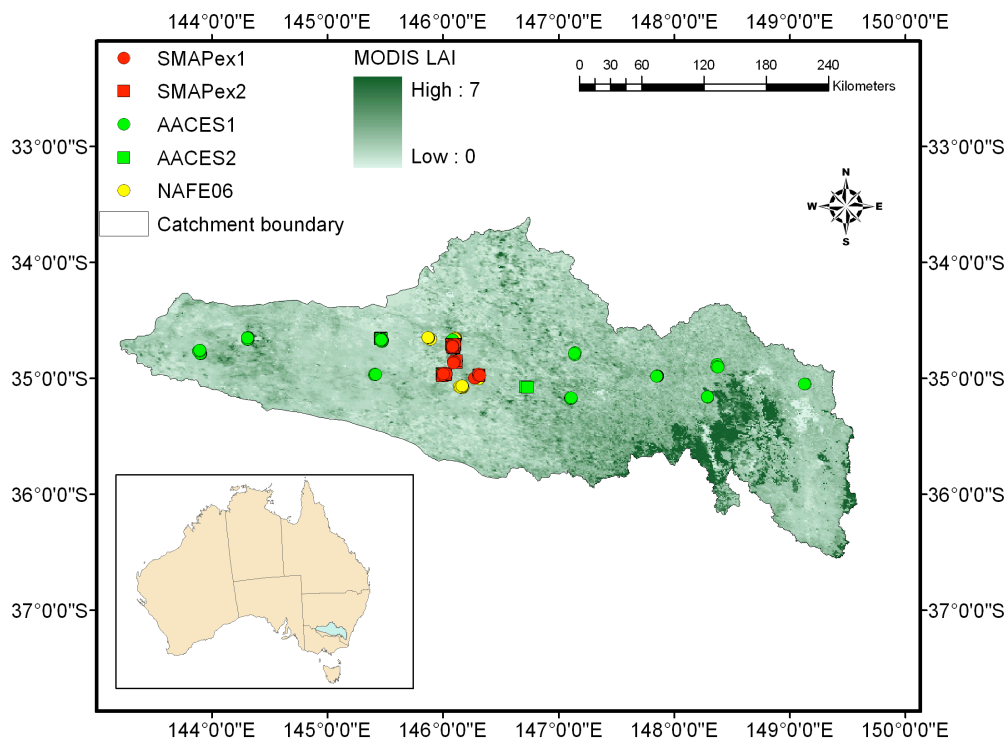 144°0'0"E 145°0'0"E 146°0'0"E 147°0'0"E 148°0'0"E 149°0'0"E 150°0'0"E
SMAPex1
SMAPex2
AACES1
AACES2
NAFE06
Catchment boundary
MODIS LAI
High : 7
Low : 0
0 15 30 60 120 180 240
Kilometers
N
W E
S
33°0'0"S 33°0'0"S
34°0'0"S 34°0'0"S
35°0'0"S 35°0'0"S
36°0'0"S 36°0'0"S
37°0'0"S 37°0'0"S
144°0'0"E 145°0'0"E 146°0'0"E 147°0'0"E 148°0'0"E 149°0'0"E 150°0'0"E